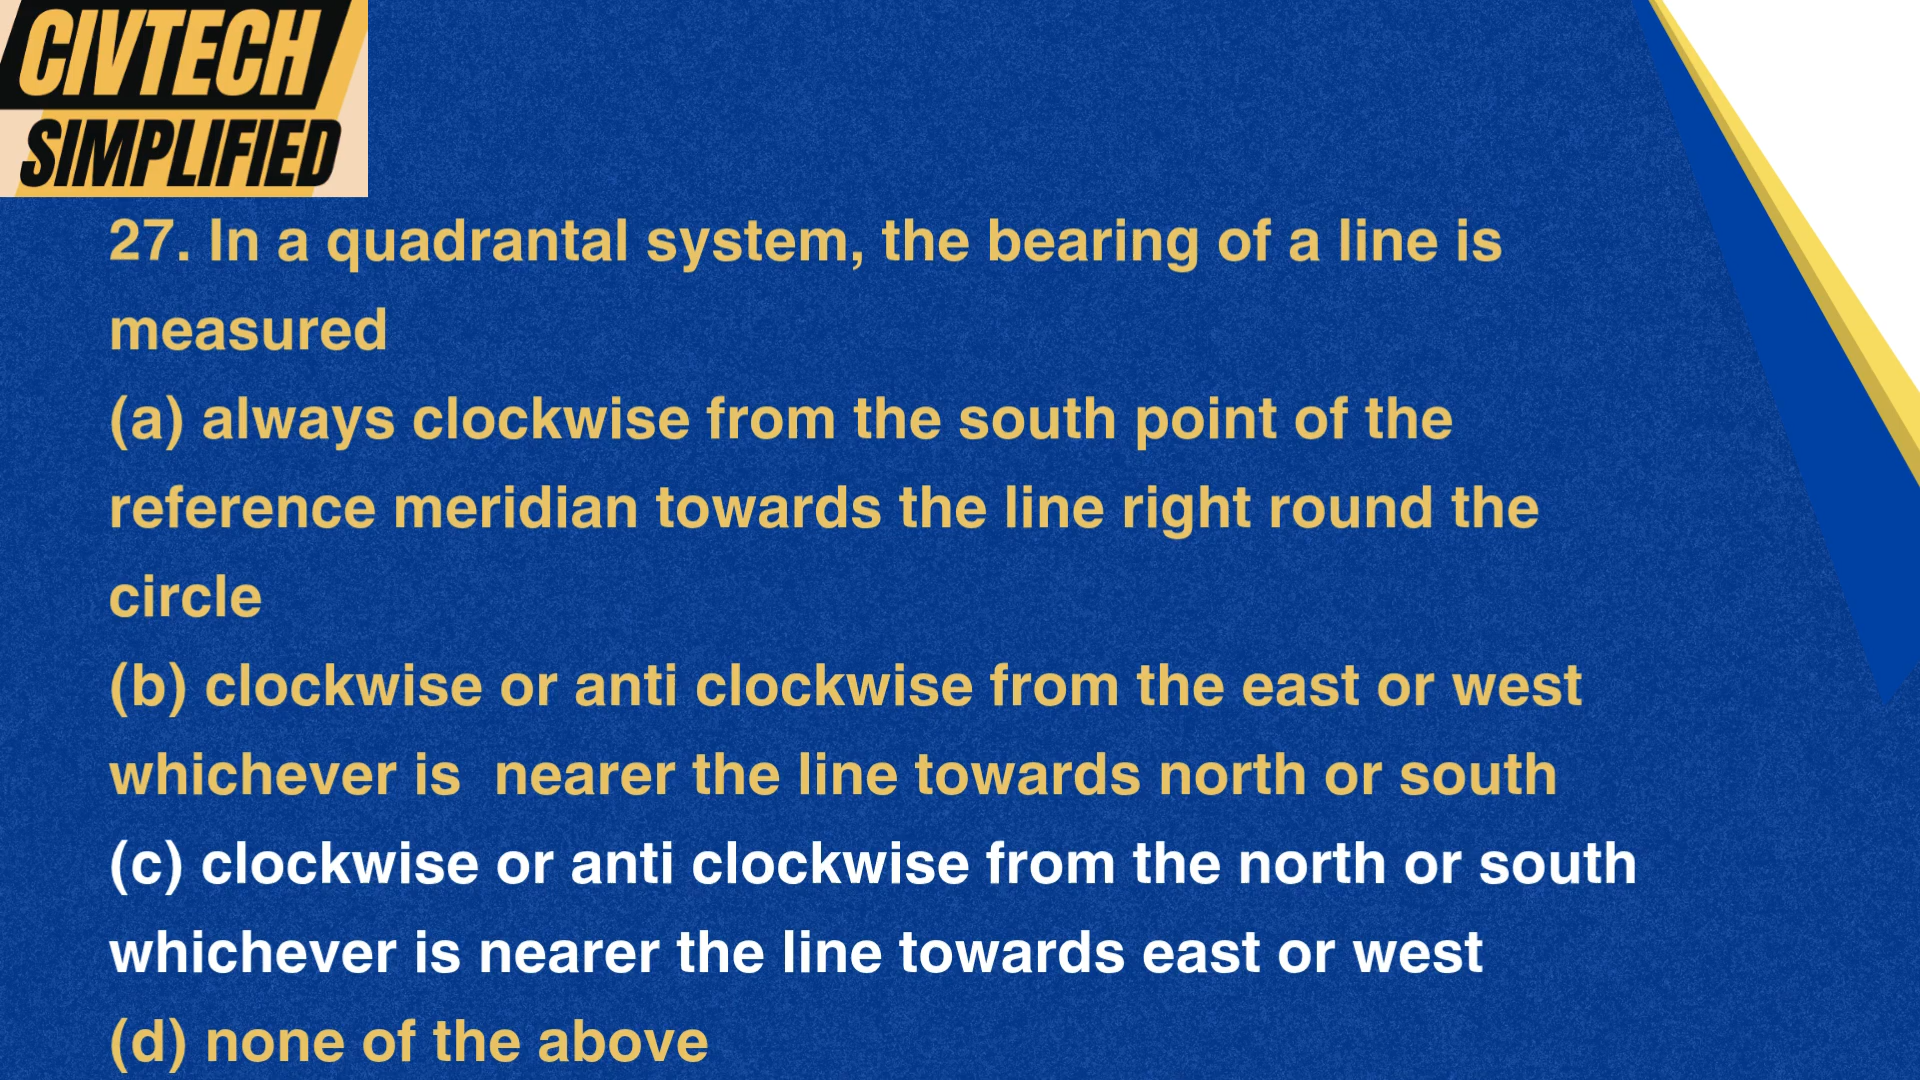 CIVTECH
SIMPLIFIED
27. In a quadrantal system, the bearing of a line is
measured
(a) always clockwise from the south point of the
reference meridian towards the line right round the
circle
(b) clockwise or anti clockwise from the east or west
whichever is  nearer the line towards north or south
(c) clockwise or anti clockwise from the north or south
whichever is nearer the line towards east or west
(d) none of the above